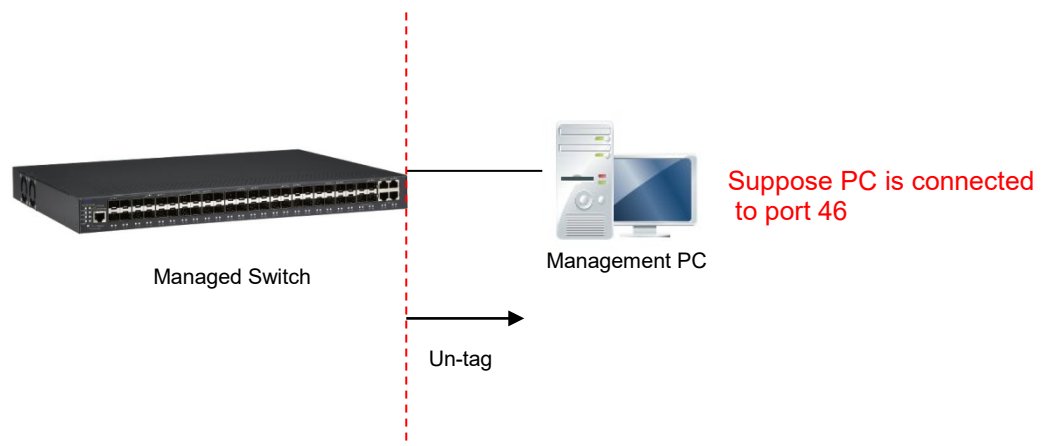 Suppose PC is connected
to port 46
Management PC
Managed Switch
Un-tag